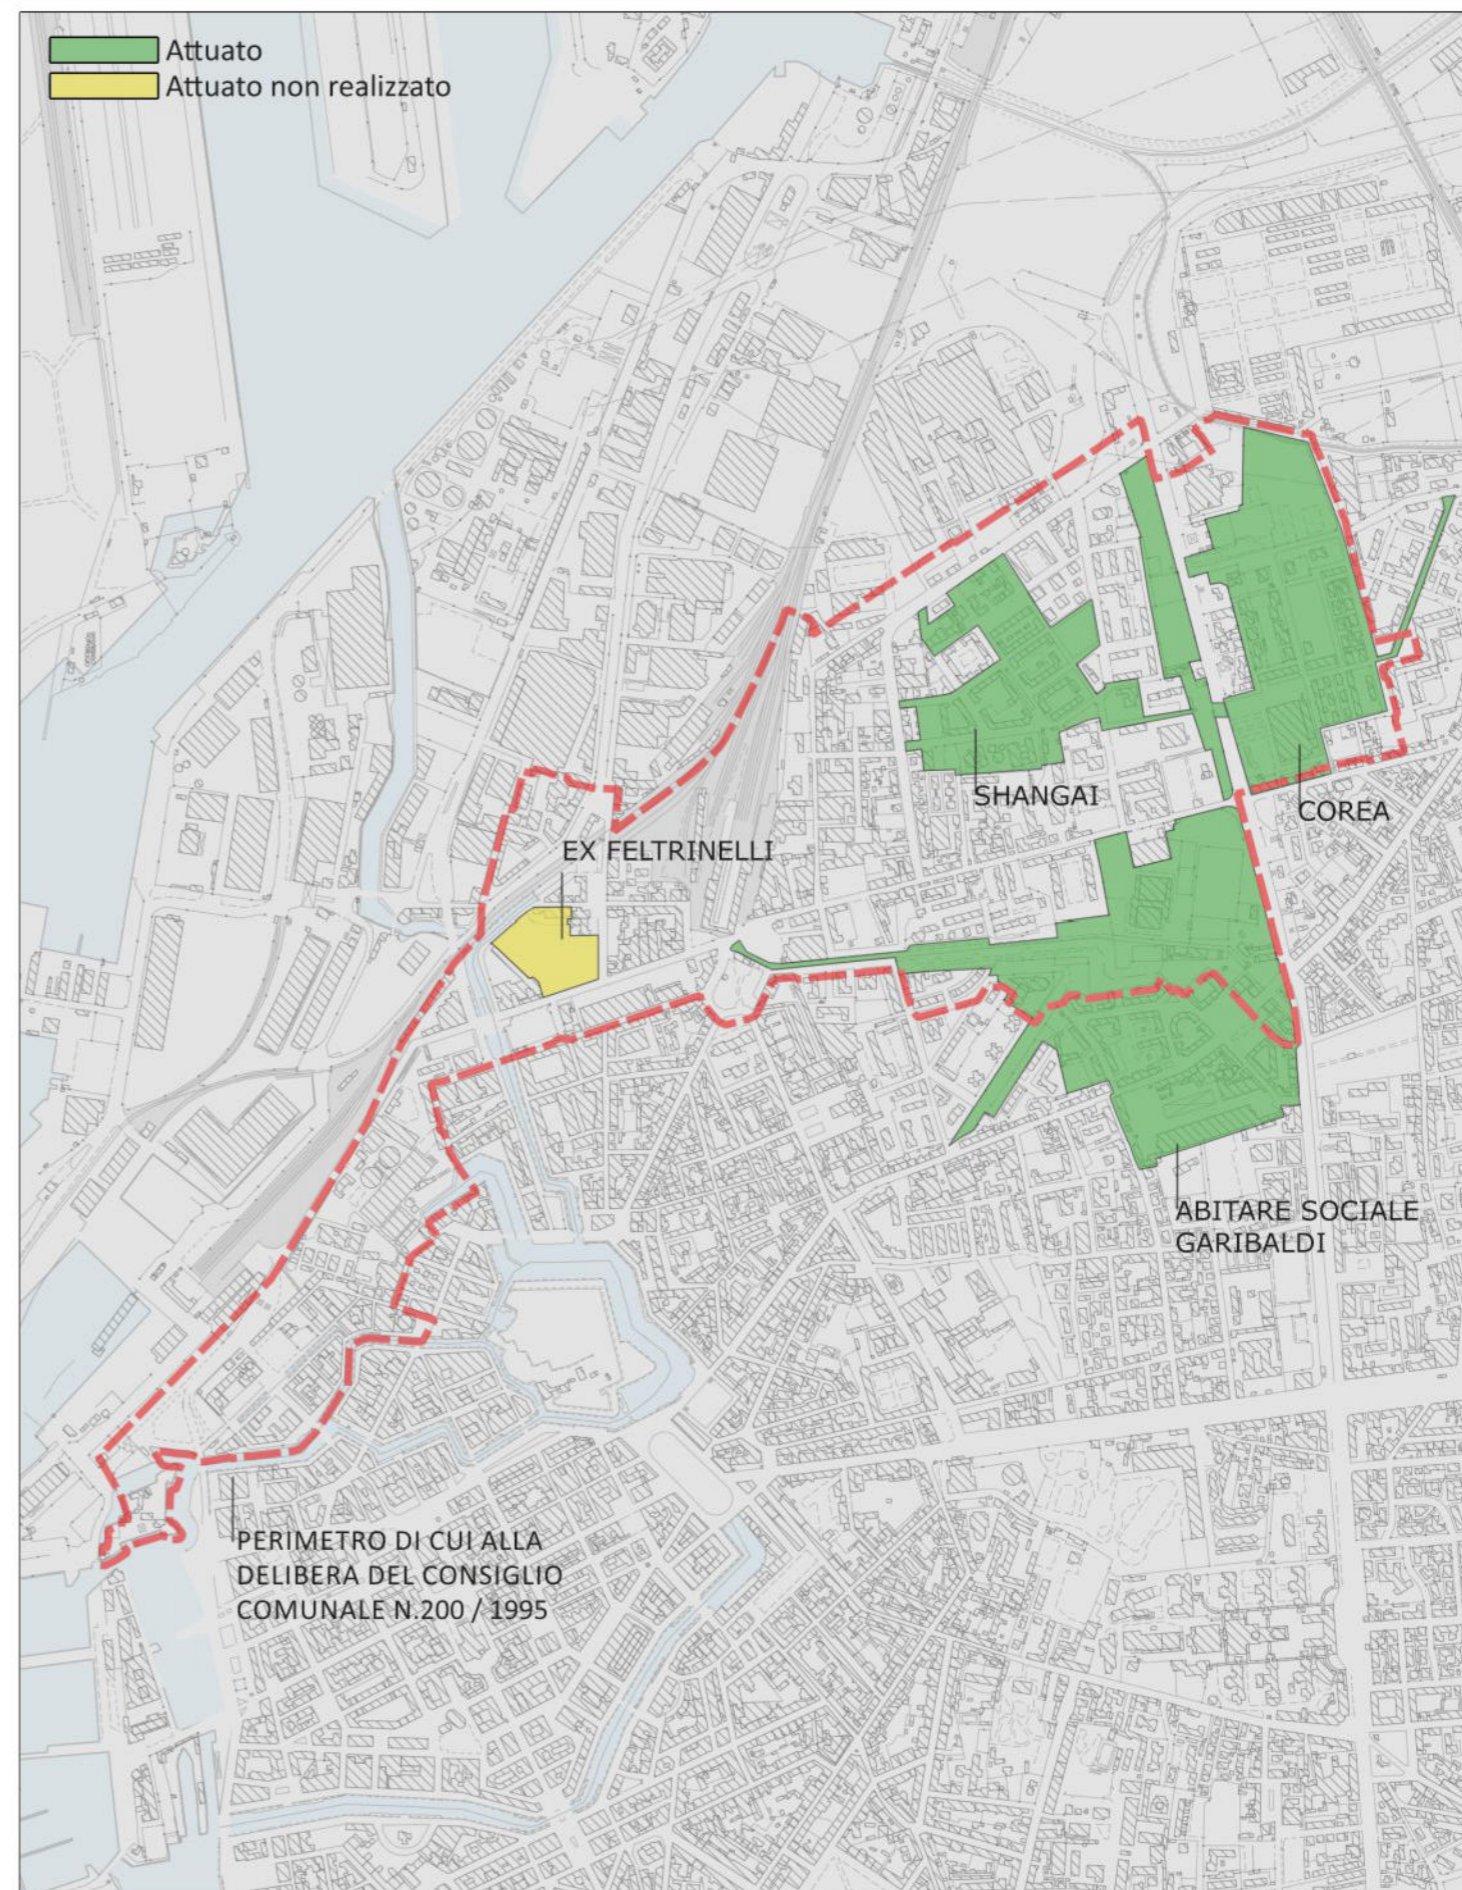 Attuato
Attuato non realizzato
SHANGAI
COREA
EX FELTRINELLI
ABITARE SOCIALE
GARIBALDI
PERIMETRO DI CUI ALLA
DELIBERA DEL CONSIGLIO
COMUNALE N.200 / 1995